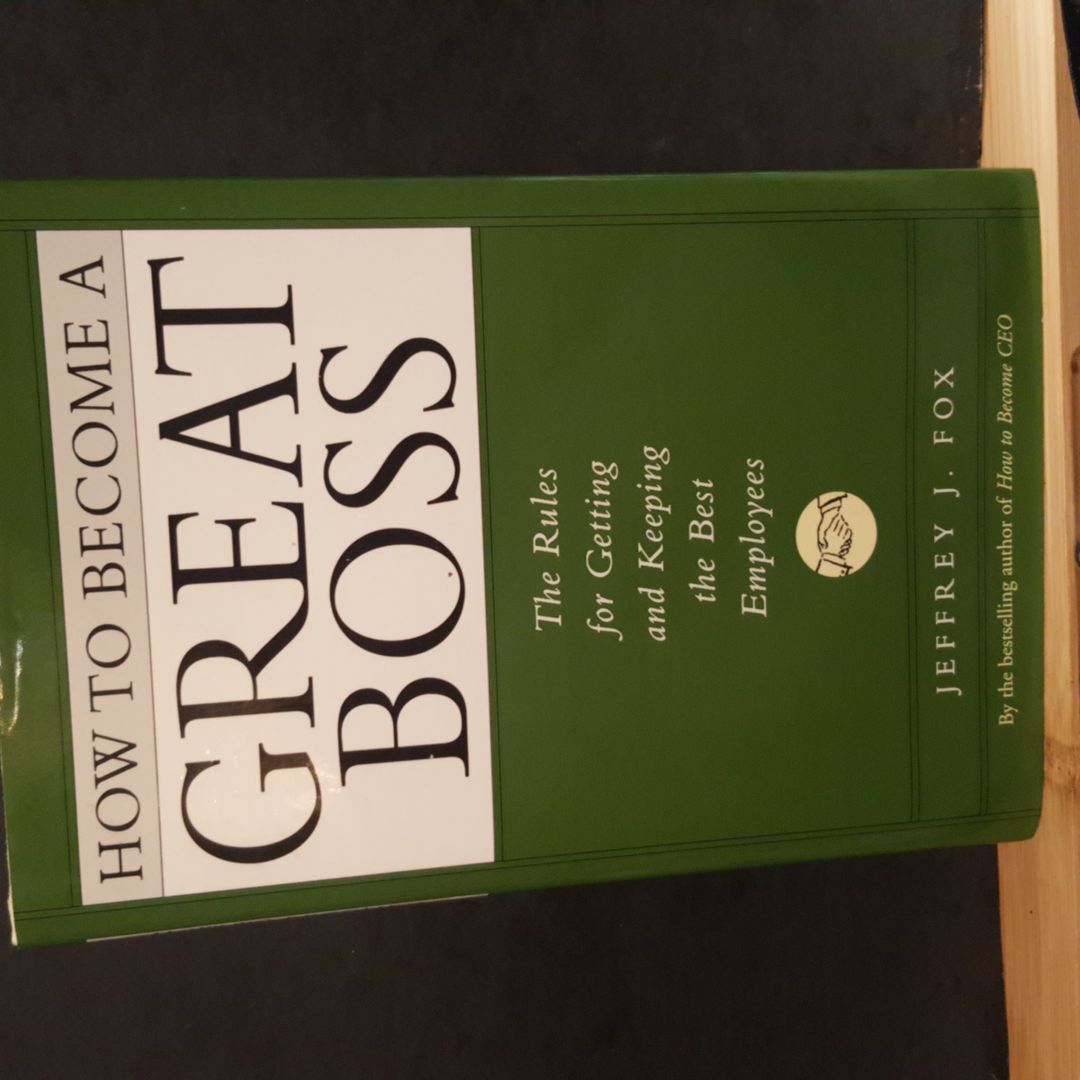 HOW TO BECOME A
GREAT
BOSS
The Rules
for Getting
and Keeping
the Best
Employees
JEFFREY J. FOX
By the bestselling author of How to Become CEO